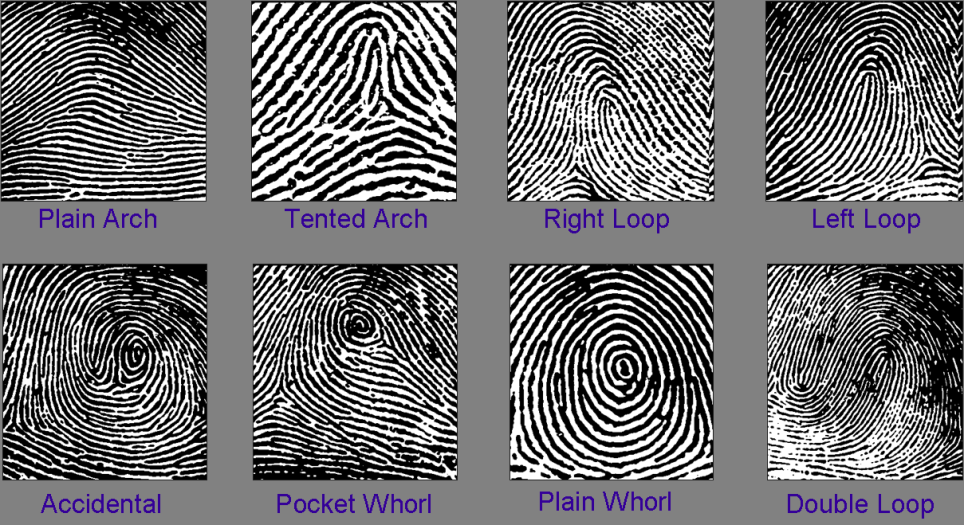 Plain Arch
Tented Arch
Right Loop
Left Loop
Accidental
Pocket Whorl
Plain Whorl
Double Loop